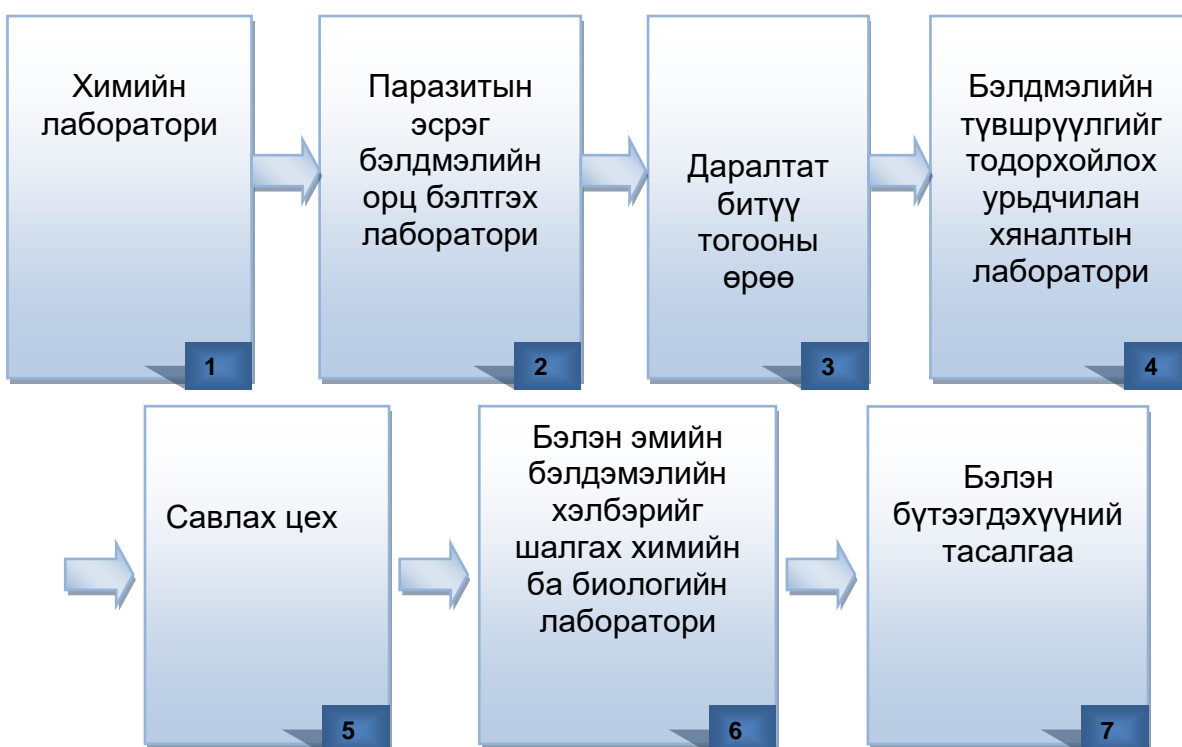 Химийн
лаборатори
1
Паразитын
эсрэг
бэлдмэлийн
орц бэлтгэх
лаборатори
2
Даралтат
битүү
тогооны
өрөө
3
Бэлдмэлийн
түвшрүүлгийг
тодорхойлох
урьдчилан
хяналтын
лаборатори
4
Савлах цех
5
Бэлэн эмийн
бэлдэмэлийн
хэлбэрийг
шалгах химийн
ба биологийн
лаборатори
6
Бэлэн
бүтээгдэхүүний
тасалгаа
7